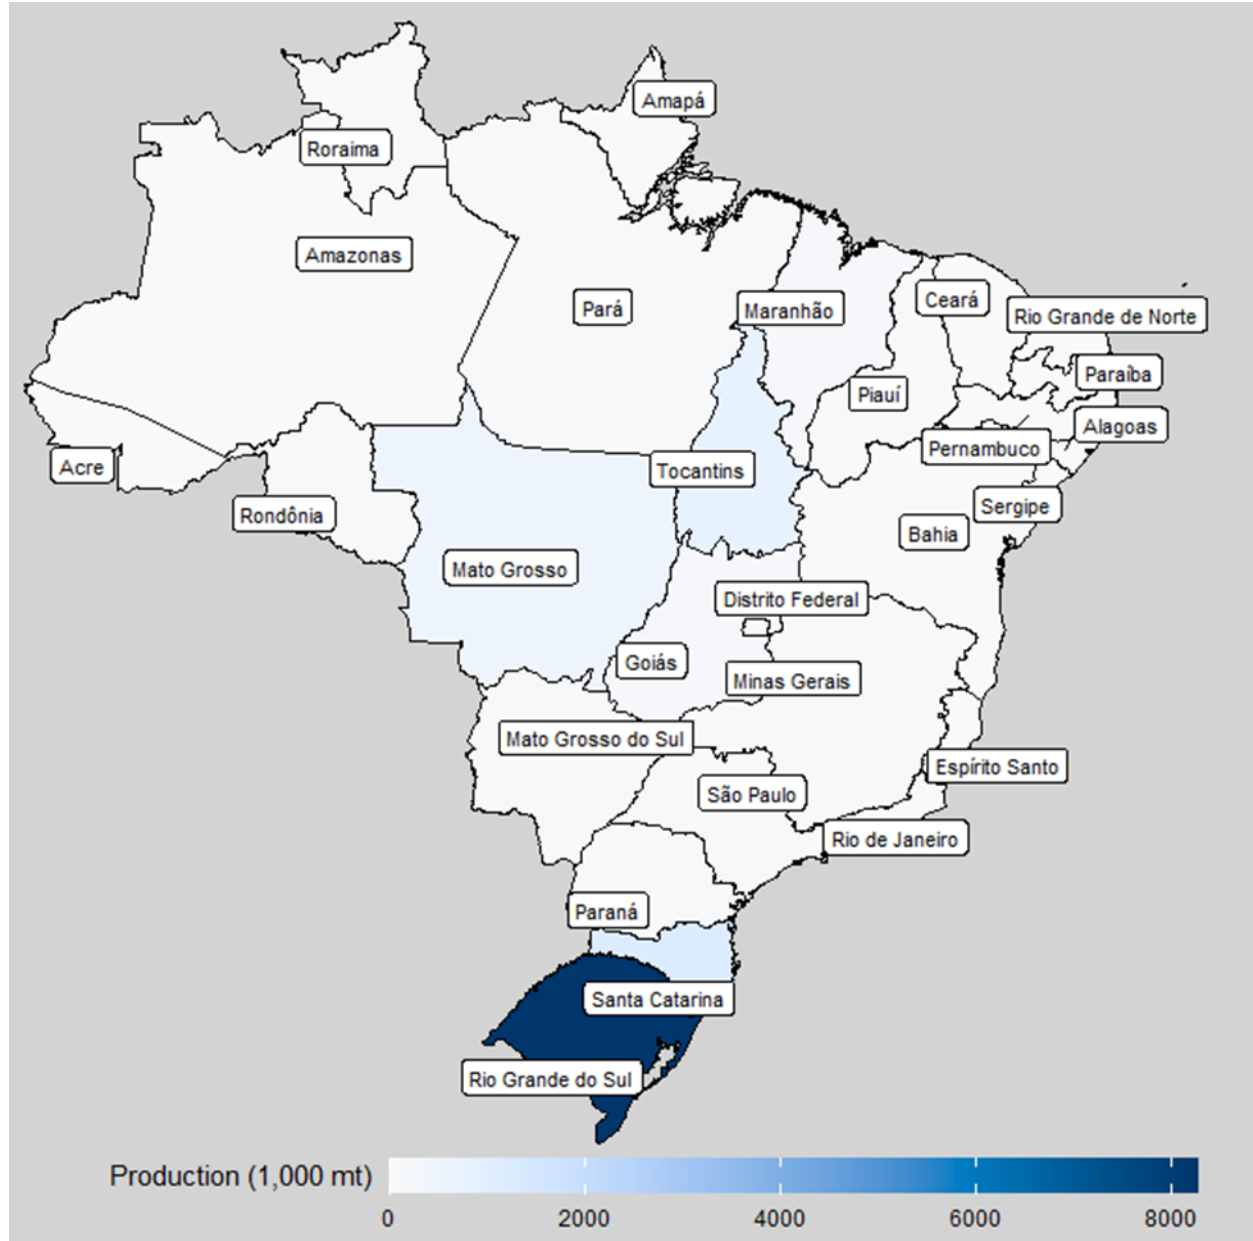 Amapá
Roraima
Amazonas
Pará
Maranhão
Ceará
Rio Grande de Norte
Paraíba
Piauí
Alagoas
Pernambuco
Acre
Tocantins
Sergipe
Rondônia
Bahia
Mato Grosso
Distrito Federal
Goiás
Minas Gerais
Mato Grosso do Sul
Espírito Santo
São Paulo
Rio de Janeiro
Paraná
Santa Catarina
Rio Grande do Sul
Production (1,000 mt)
0 2000 4000 6000 8000